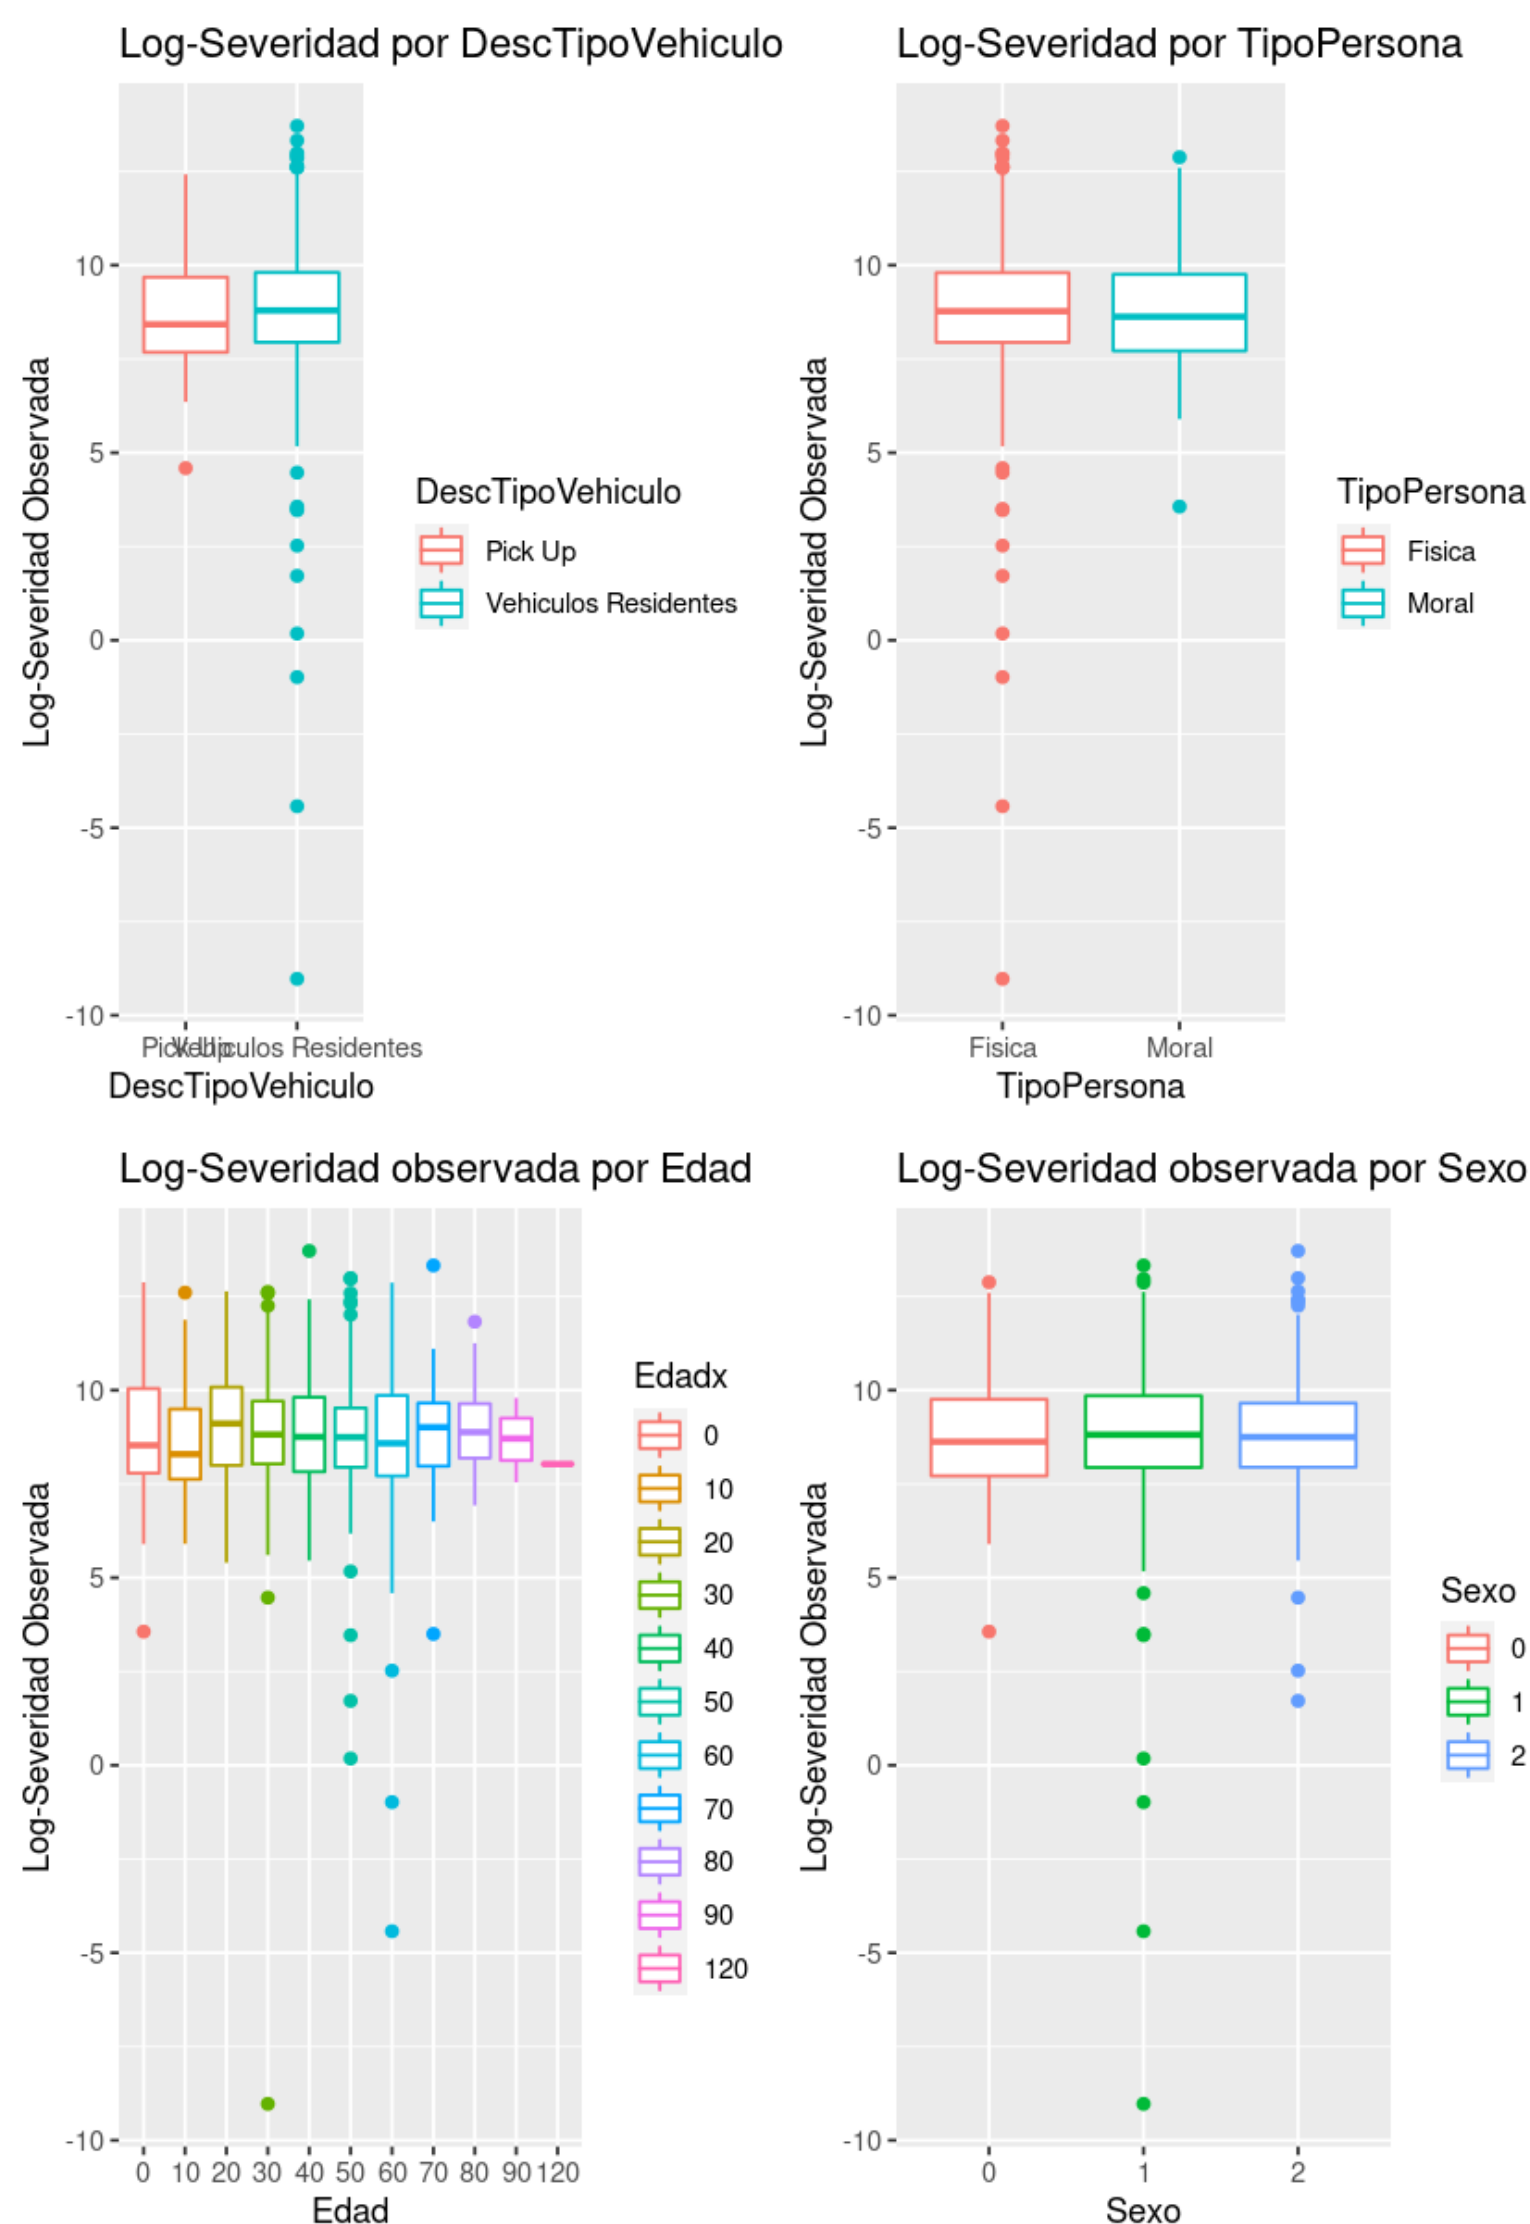 Log-Severidad por DescTipoVehiculo
Log-Severidad Observada
10
5
0
-5
-10
Pick Up
Vehiculos Residentes
DescTipoVehiculo
DescTipoVehiculo
Pick Up
Vehiculos Residentes
Log-Severidad por TipoPersona
Log-Severidad Observada
10
5
0
-5
-10
Fisica
Moral
TipoPersona
TipoPersona
Fisica
Moral
Log-Severidad observada por Edad
Log-Severidad Observada
10
5
0
-5
-10
0 10 20 30 40 50 60 70 80 90 120
Edad
Edadx
0
10
20
30
40
50
60
70
80
90
120
Log-Severidad observada por Sexo
Log-Severidad Observada
10
5
0
-5
-10
0 1 2
Sexo
Sexo
0
1
2